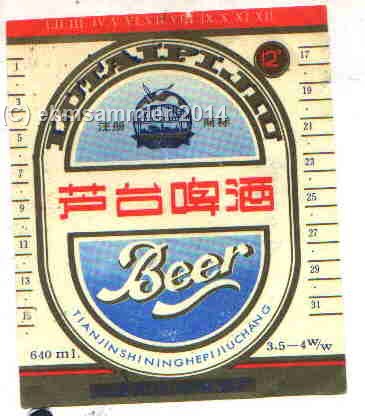 I II III IV V VI VII VIII IX X XI XII
LUTAIPIJIU
12°
(C) ehmsammler 2014
注册 商标
芦台啤酒
Beer
TIANJINSHININGHEPIJIUCHANG
1
3
5
7
9
11
13
15
17
19
21
23
25
27
29
31
640 ml.
3.5—4W/W